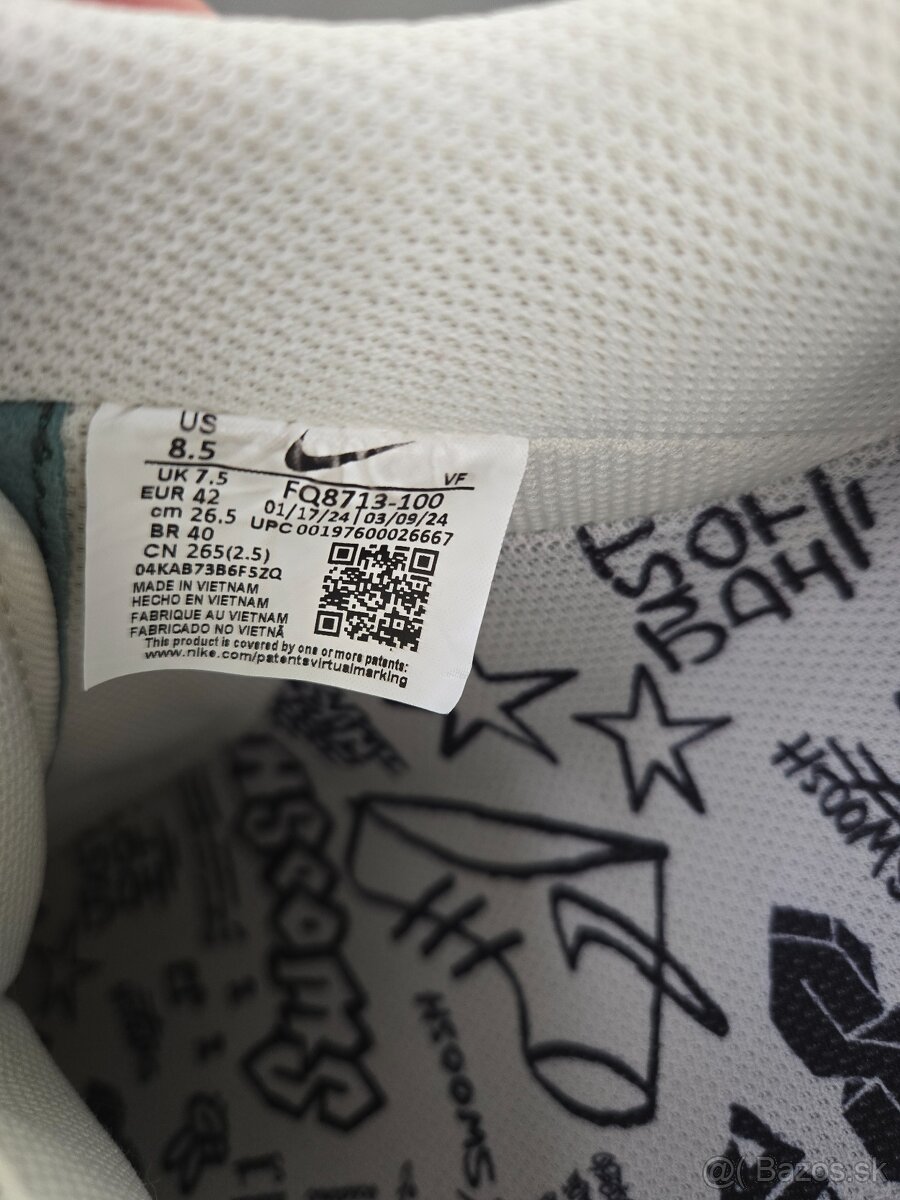 US
8.5
VF
UK 7.5
FQ8713-100
EUR 42
01/17/24 03/09/24
cm 26.5
UPC 00197600026667
BR 40
CN 265(2.5)
04KAB73B6F5ZQ
MADE IN VIETNAM
HECHO EN VIETNAM
FABRIQUE AU VIETNAM
FABRICADO NO VIETNÃ
This product is covered by one or more patents:
www.nike.com/patentsvirtualmarking
SWOOSH
SWOOSH
SWOOSH
JUST
@( Bazos.sk